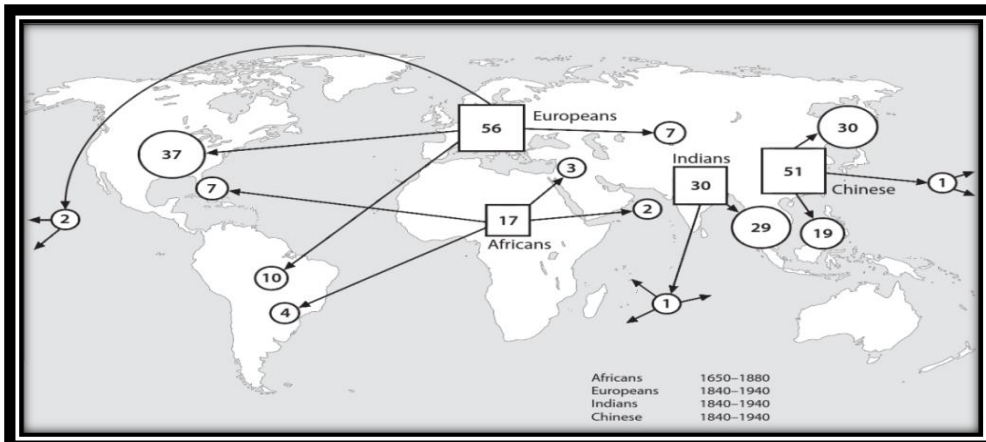 56
Europeans
7
30
37
Indians
3
30
51
1
7
Chinese
2
17
2
Africans
29
19
10
1
4
Africans 1650–1880
Europeans 1840–1940
Indians 1840–1940
Chinese 1840–1940